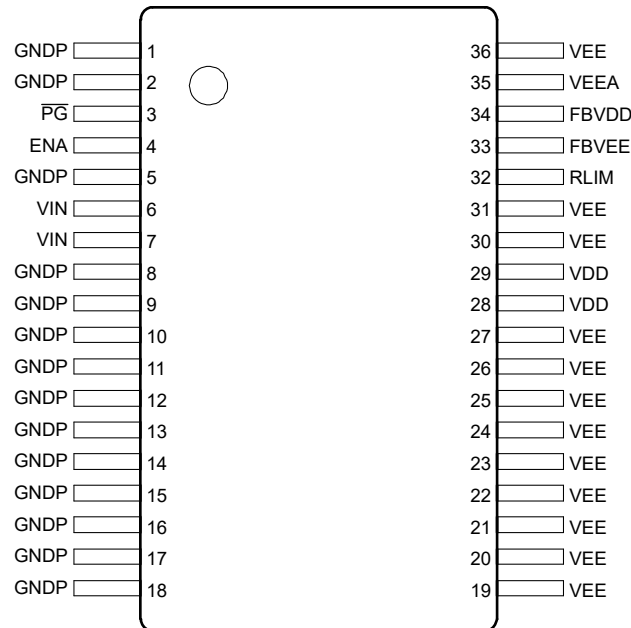 GNDP 1 36 VEE
GNDP 2 35 VEEA
P̅G̅ 3 34 FBVDD
ENA 4 33 FBVEE
GNDP 5 32 RLIM
VIN 6 31 VEE
VIN 7 30 VEE
GNDP 8 29 VDD
GNDP 9 28 VDD
GNDP 10 27 VEE
GNDP 11 26 VEE
GNDP 12 25 VEE
GNDP 13 24 VEE
GNDP 14 23 VEE
GNDP 15 22 VEE
GNDP 16 21 VEE
GNDP 17 20 VEE
GNDP 18 19 VEE